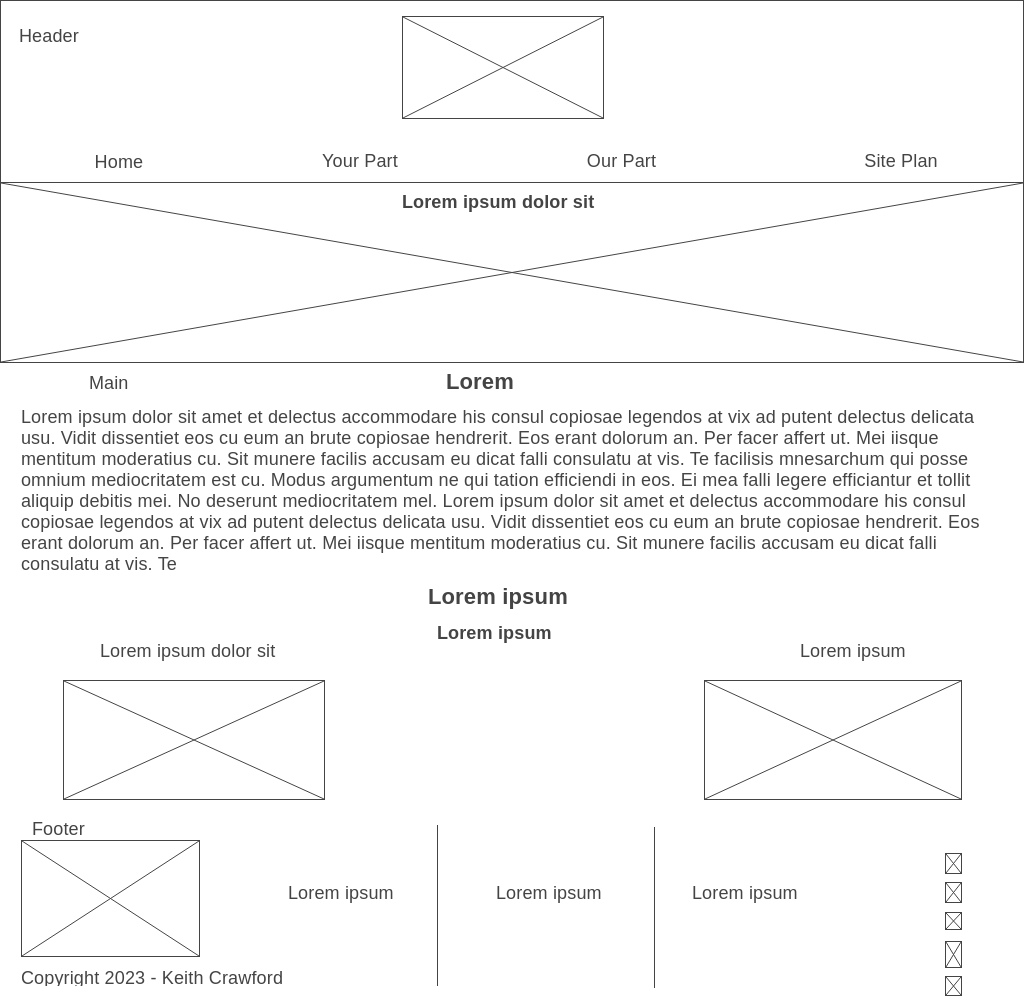 Header
Home
Your Part
Our Part
Site Plan
Lorem ipsum dolor sit
Main
Lorem
Lorem ipsum dolor sit amet et delectus accommodare his consul copiosae legendos at vix ad putent delectus delicata
usu. Vidit dissentiet eos cu eum an brute copiosae hendrerit. Eos erant dolorum an. Per facer affert ut. Mei iisque
mentitum moderatius cu. Sit munere facilis accusam eu dicat falli consulatu at vis. Te facilisis mnesarchum qui posse
omnium mediocritatem est cu. Modus argumentum ne qui tation efficiendi in eos. Ei mea falli legere efficiantur et tollit
aliquip debitis mei. No deserunt mediocritatem mel. Lorem ipsum dolor sit amet et delectus accommodare his consul
copiosae legendos at vix ad putent delectus delicata usu. Vidit dissentiet eos cu eum an brute copiosae hendrerit. Eos
erant dolorum an. Per facer affert ut. Mei iisque mentitum moderatius cu. Sit munere facilis accusam eu dicat falli
consulatu at vis. Te
Lorem ipsum
Lorem ipsum
Lorem ipsum dolor sit
Lorem ipsum
Footer
Lorem ipsum
Lorem ipsum
Lorem ipsum
Copyright 2023 - Keith Crawford